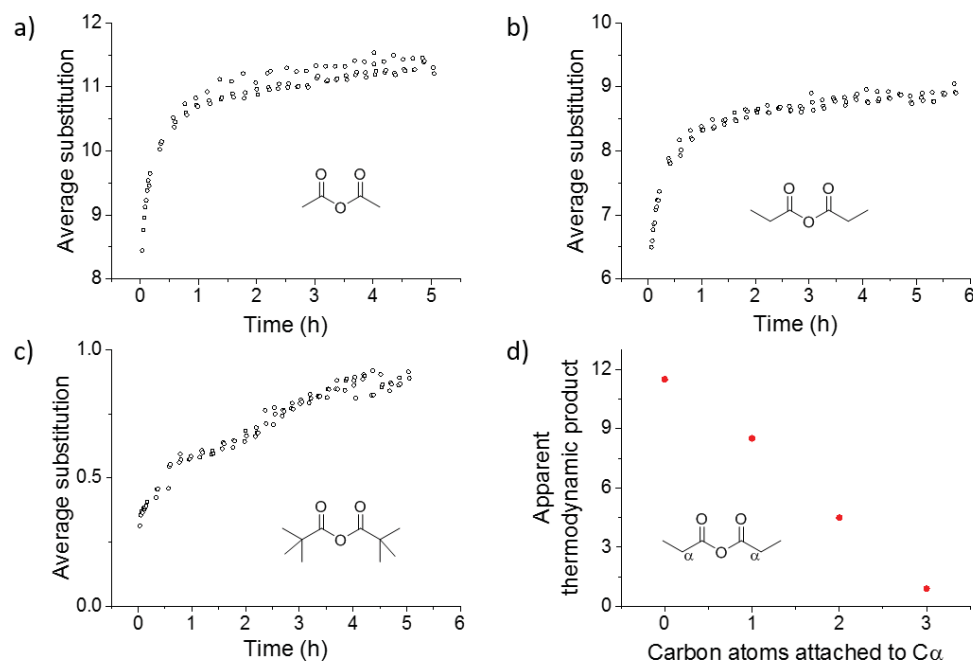 a)
12
11
10
9
8
Average substitution
O O
O
0 1 2 3 4 5
Time (h)
b)
10
9
8
7
6
Average substitution
O O
O
0 1 2 3 4 5 6
Time (h)
c)
1.0
0.5
0.0
Average substitution
O O
O
0 1 2 3 4 5 6
Time (h)
d)
12
9
6
3
0
Apparent
thermodynamic product
O O
α O α
0 1 2 3
Carbon atoms attached to Cα